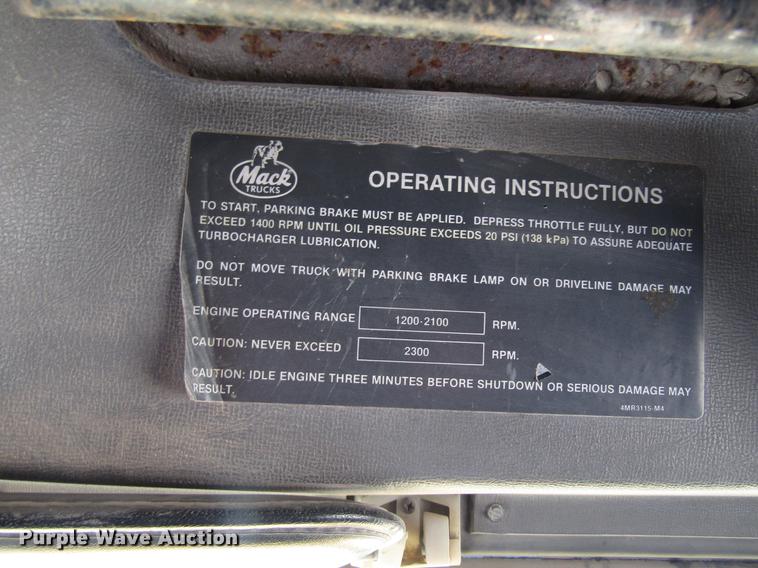 Mack
TRUCKS
OPERATING INSTRUCTIONS
TO START, PARKING BRAKE MUST BE APPLIED. DEPRESS THROTTLE FULLY, BUT DO NOT
EXCEED 1400 RPM UNTIL OIL PRESSURE EXCEEDS 20 PSI (138 kPa) TO ASSURE ADEQUATE
TURBOCHARGER LUBRICATION.
DO NOT MOVE TRUCK WITH PARKING BRAKE LAMP ON OR DRIVELINE DAMAGE MAY
RESULT.
ENGINE OPERATING RANGE 1200-2100 RPM.
CAUTION: NEVER EXCEED 2300 RPM.
CAUTION: IDLE ENGINE THREE MINUTES BEFORE SHUTDOWN OR SERIOUS DAMAGE MAY
RESULT.
4MR3115-M4
Purple Wave Auction